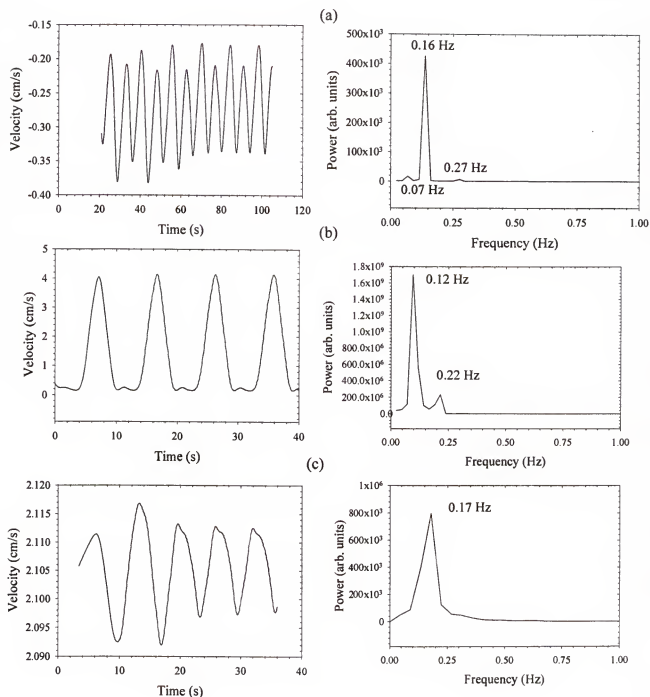 (a)
-0.15
-0.20
-0.25
-0.30
-0.35
-0.40
Velocity (cm/s)
0 20 40 60 80 100 120
Time (s)
500x10³
400x10³
300x10³
200x10³
100x10³
0
Power (arb. units)
0.16 Hz
0.27 Hz
0.07 Hz
0.00 0.25 0.50 0.75 1.00
Frequency (Hz)
(b)
5
4
3
2
1
0
Velocity (cm/s)
0 10 20 30 40
Time (s)
1.8x10⁹
1.6x10⁹
1.4x10⁹
1.2x10⁹
1.0x10⁹
800.0x10⁶
600.0x10⁶
400.0x10⁶
200.0x10⁶
0.0
Power (arb. units)
0.12 Hz
0.22 Hz
0.00 0.25 0.50 0.75 1.00
Frequency (Hz)
(c)
2.120
2.115
2.110
2.105
2.100
2.095
2.090
Velocity (cm/s)
0 10 20 30 40
Time (s)
1x10⁶
800x10³
600x10³
400x10³
200x10³
0
Power (arb. units)
0.17 Hz
0.00 0.25 0.50 0.75 1.00
Frequency (Hz)